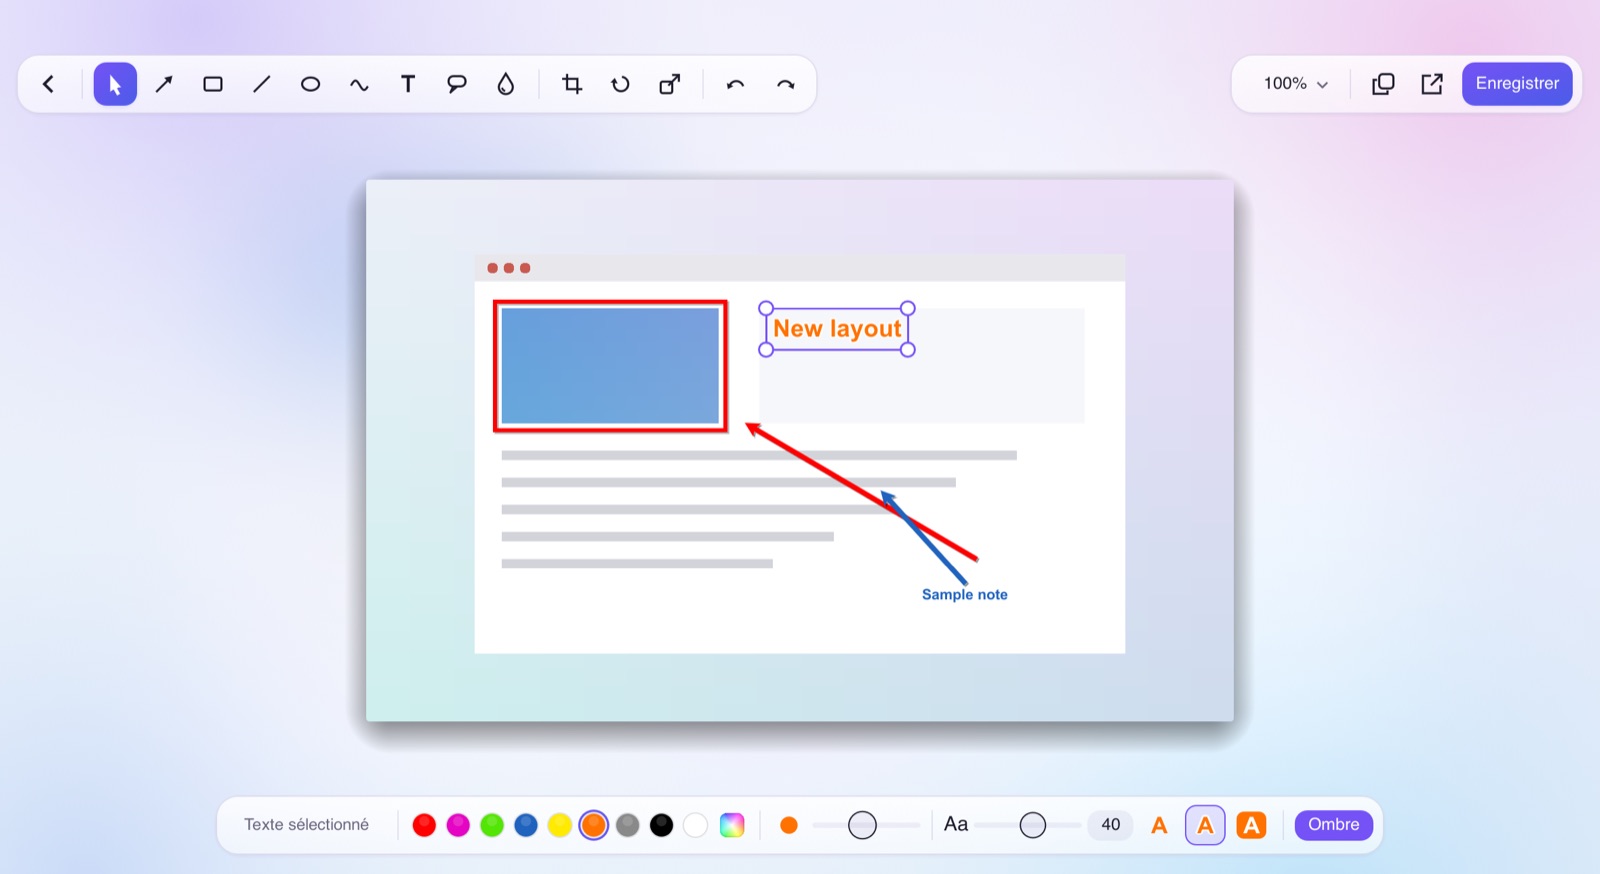 100%
Enregistrer
New layout
Sample note
Texte sélectionné
Aa
40
A
A
A
Ombre